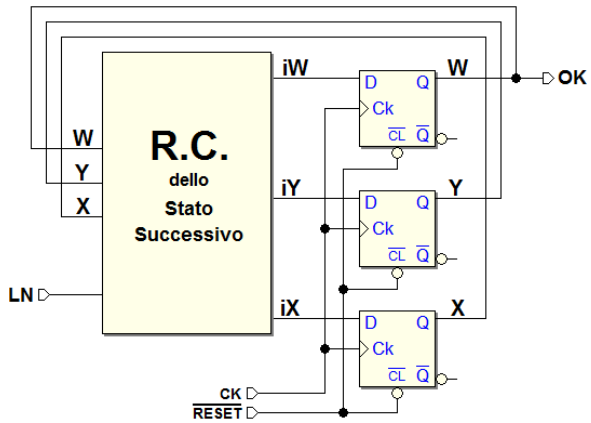 iW
W
OK
D
Q
Ck
CL
Q
W
Y
X
R.C.
dello
Stato
Successivo
iY
Y
D
Q
Ck
CL
Q
LN
iX
X
D
Q
Ck
CL
Q
CK
RESET